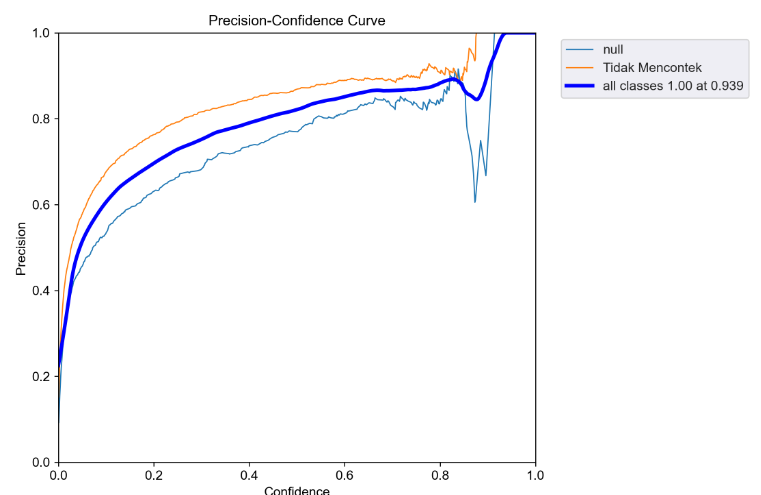 Precision-Confidence Curve
1.0
0.8
0.6
0.4
0.2
0.0
Precision
0.0 0.2 0.4 0.6 0.8 1.0
Confidence
null
Tidak Mencontek
all classes 1.00 at 0.939